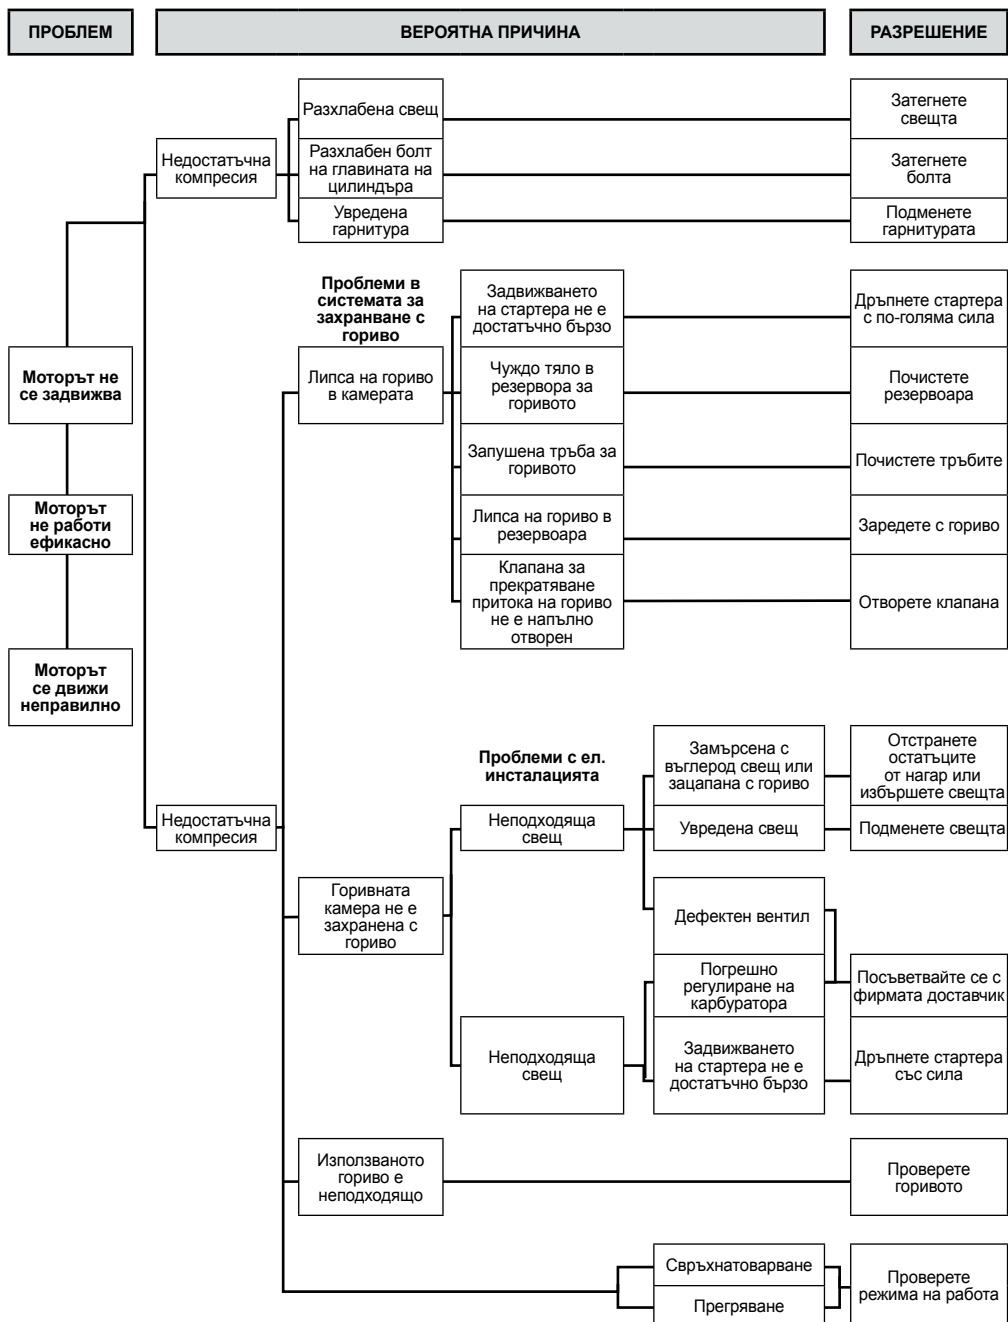 ПРОБЛЕМ
ВЕРОЯТНА ПРИЧИНА
РАЗРЕШЕНИЕ
Разхлабена свещ
Затегнете
свещта
Недостатъчна
компресия
Разхлабен болт
на главината на
цилиндъра
Затегнете
болта
Увредена
гарнитура
Подменете
гарнитурата
Проблеми в
системата за
захранване с
гориво
Задвижването
на стартера не е
достатъчно бързо
Дръпнете стартера
с по-голяма сила
Моторът не
се задвижва
Липса на гориво
в камерата
Чуждо тяло в
резервора за
горивото
Почистете
резервоара
Запушена тръба за
горивото
Почистете тръбите
Моторът
не работи
ефикасно
Липса на гориво в
резервоара
Заредете с гориво
Клапана за
прекратяване
притока на гориво
не е напълно
отворен
Отворете клапана
Моторът
се движи
неправилно
Проблеми с ел.
инсталацията
Замърсена с
въглерод свещ или
зацапана с гориво
Отстранете
остатъците
от нагар или
избършете свещта
Недостатъчна
компресия
Неподходяща
свещ
Увредена свещ
Подменете свещта
Горивната
камера не е
захранена с
гориво
Дефектен вентил
Погрешно
регулиране на
карбуратора
Посъветвайте се с
фирмата доставчик
Неподходяща
свещ
Задвижването
на стартера не е
достатъчно бързо
Дръпнете стартера
със сила
Използваното
гориво е
неподходящо
Проверете
горивото
Свръхнатоварване
Прегряване
Проверете
режима на работа